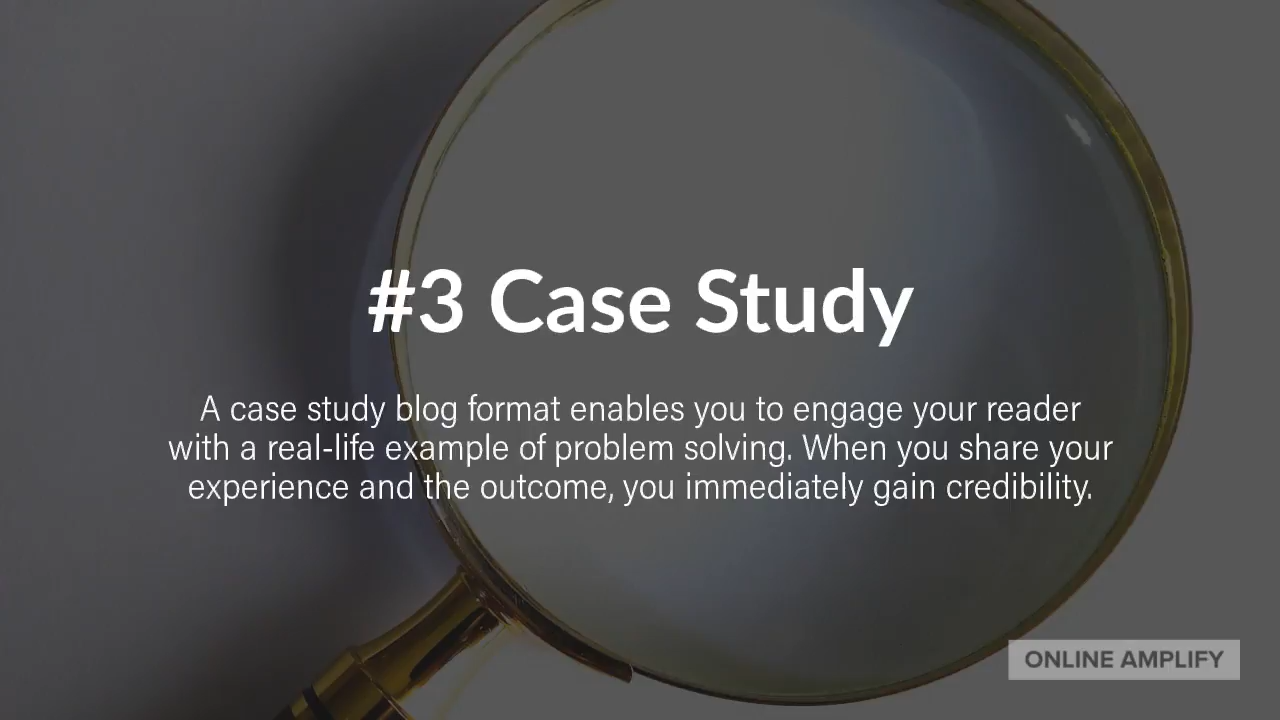 #3 Case Study
A case study blog format enables you to engage your reader
with a real-life example of problem solving. When you share your
experience and the outcome, you immediately gain credibility.
ONLINE AMPLIFY